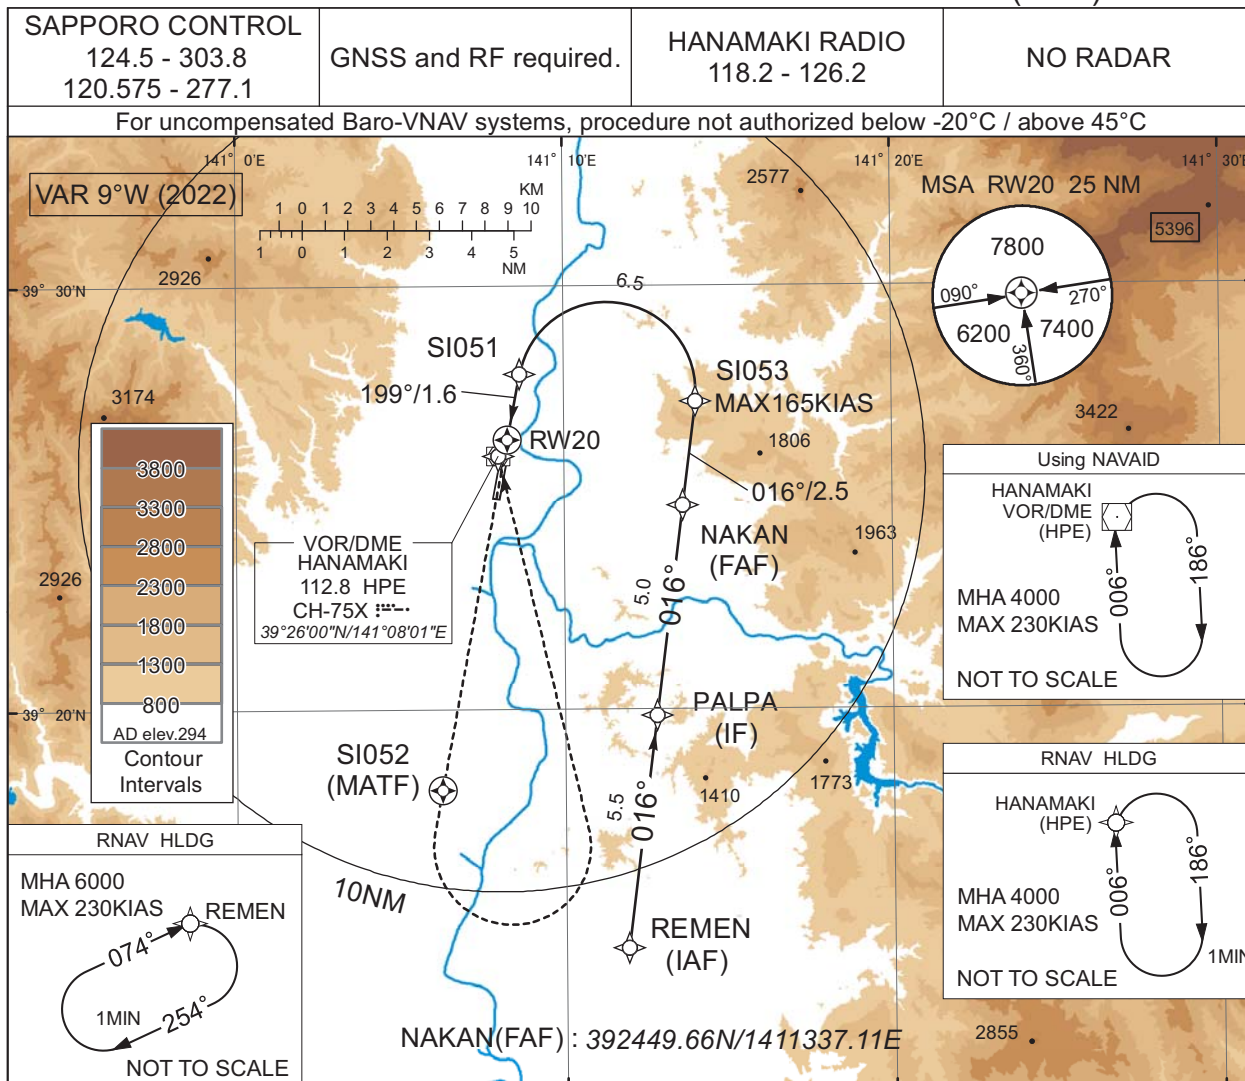 SAPPORO CONTROL
124.5 - 303.8
120.575 - 277.1
GNSS and RF required.
HANAMAKI RADIO
118.2 - 126.2
NO RADAR
For uncompensated Baro-VNAV systems, procedure not authorized below -20°C / above 45°C
141° 0'E
141° 10'E
141° 20'E
VAR 9°W (2022)
KM
1 0 1 2 3 4 5 6 7 8 9 10
1 0 1 2 3 4 5
NM
2577
MSA RW20 25 NM
7800
090°
270°
6200
7400
360°
5396
2926
39° 30'N
6.5
SI051
199°/1.6
SI053
MAX165KIAS
3174
3422
RW20
1806
016°/2.5
3800
3300
2800
2300
1800
1300
800
AD elev.294
Contour
Intervals
VOR/DME
HANAMAKI
112.8 HPE
CH-75X
39°26'00"N/141°08'01"E
NAKAN
(FAF)
1963
2926
5.0
016°
Using NAVAID
HANAMAKI
VOR/DME
(HPE)
006°
186°
MHA 4000
MAX 230KIAS
NOT TO SCALE
39° 20'N
PALPA
(IF)
SI052
(MATF)
1410
1773
5.5
016°
RNAV HLDG
HANAMAKI
(HPE)
006°
186°
MHA 4000
MAX 230KIAS
1MIN
NOT TO SCALE
RNAV HLDG
MHA 6000
MAX 230KIAS
REMEN
074°
254°
1MIN
NOT TO SCALE
10NM
REMEN
(IAF)
2855
NAKAN(FAF) : 392449.66N/1411337.11E